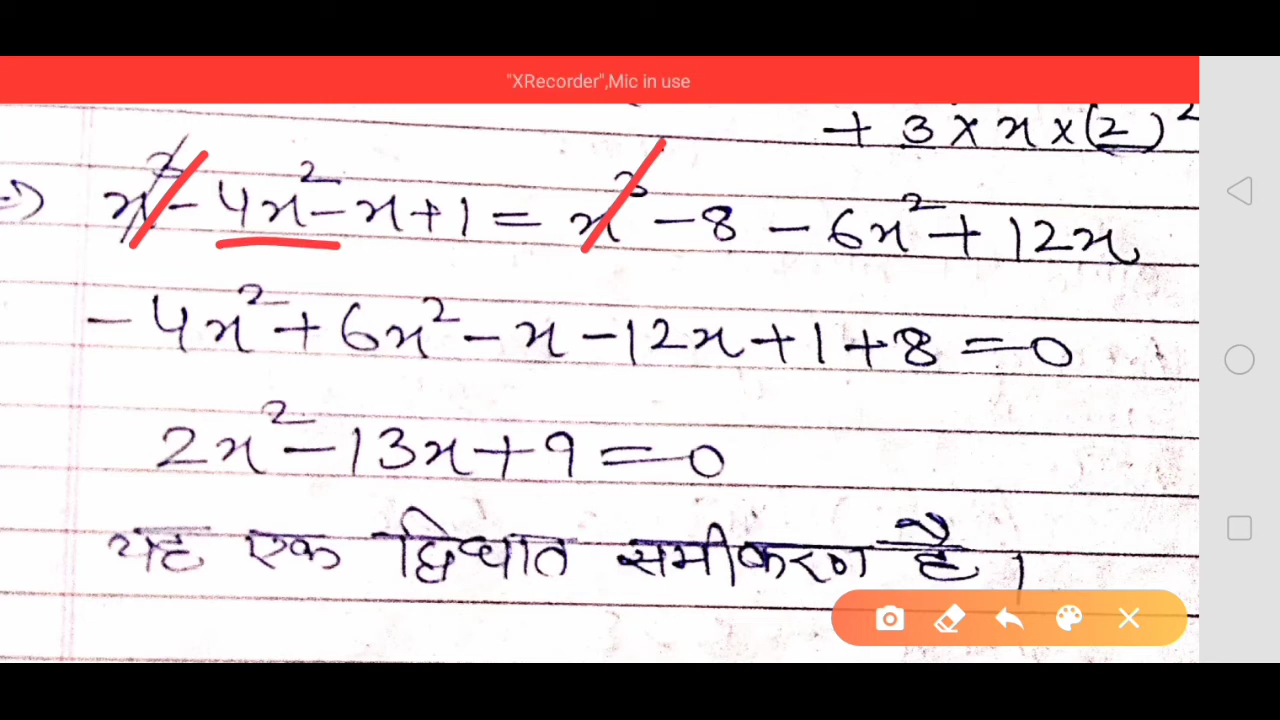 "XRecorder",Mic in use
+ 3 × x × (2)²
=> x³ - 4x² - x + 1 = x³ - 8 - 6x² + 12x
- 4x² + 6x² - x - 12x + 1 + 8 = 0
2x² - 13x + 9 = 0
यह एक द्विघात समीकरण है।